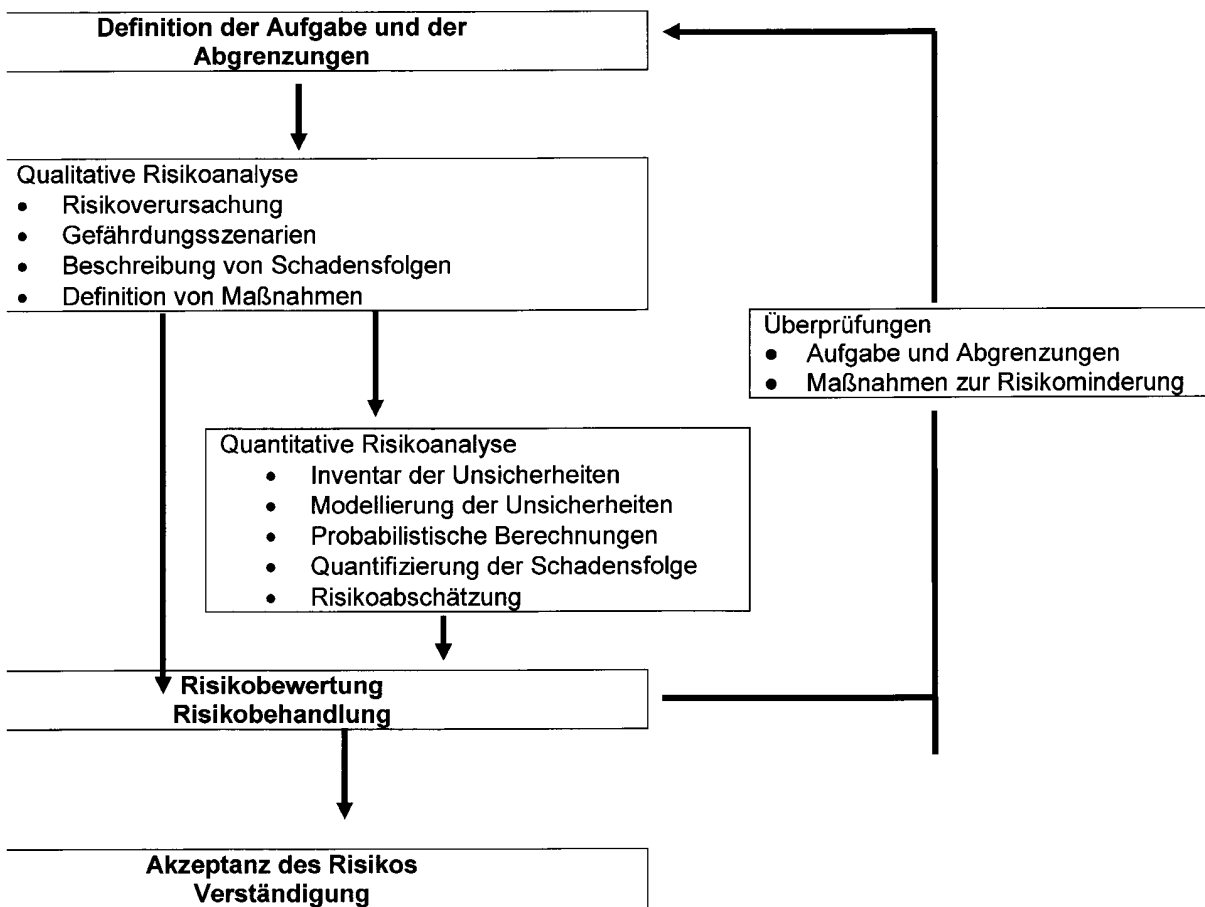 Definition der Aufgabe und der
Abgrenzungen
Qualitative Risikoanalyse
• Risikoverursachung
• Gefährdungsszenarien
• Beschreibung von Schadensfolgen
• Definition von Maßnahmen
Überprüfungen
• Aufgabe und Abgrenzungen
• Maßnahmen zur Risikominderung
Quantitative Risikoanalyse
• Inventar der Unsicherheiten
• Modellierung der Unsicherheiten
• Probabilistische Berechnungen
• Quantifizierung der Schadensfolge
• Risikoabschätzung
Risikobewertung
Risikobehandlung
Akzeptanz des Risikos
Verständigung